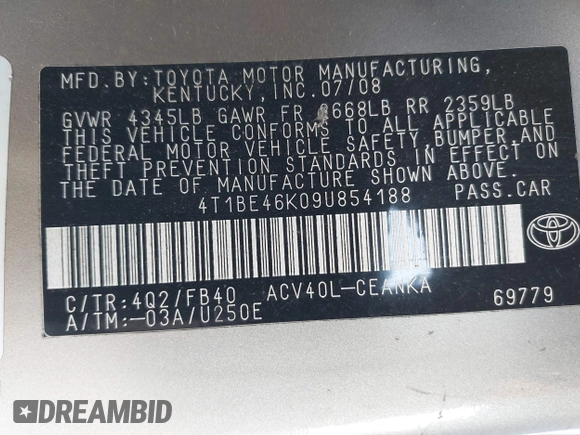 MFD.BY:TOYOTA MOTOR MANUFACTURING,
KENTUCKY,INC.07/08
GVWR 4345LB GAWR FR 2668LB RR 2359LB
THIS VEHICLE CONFORMS TO ALL APPLICABLE
FEDERAL MOTOR VEHICLE SAFETY,BUMPER AND
THEFT PREVENTION STANDARDS IN EFFECT ON
THE DATE OF MANUFACTURE SHOWN ABOVE.
4T1BE46K09U854188 PASS.CAR
C/TR:4Q2/FB40 ACV40L-CEANKA
A/TM:-03A/U250E 69779
DREAMBID